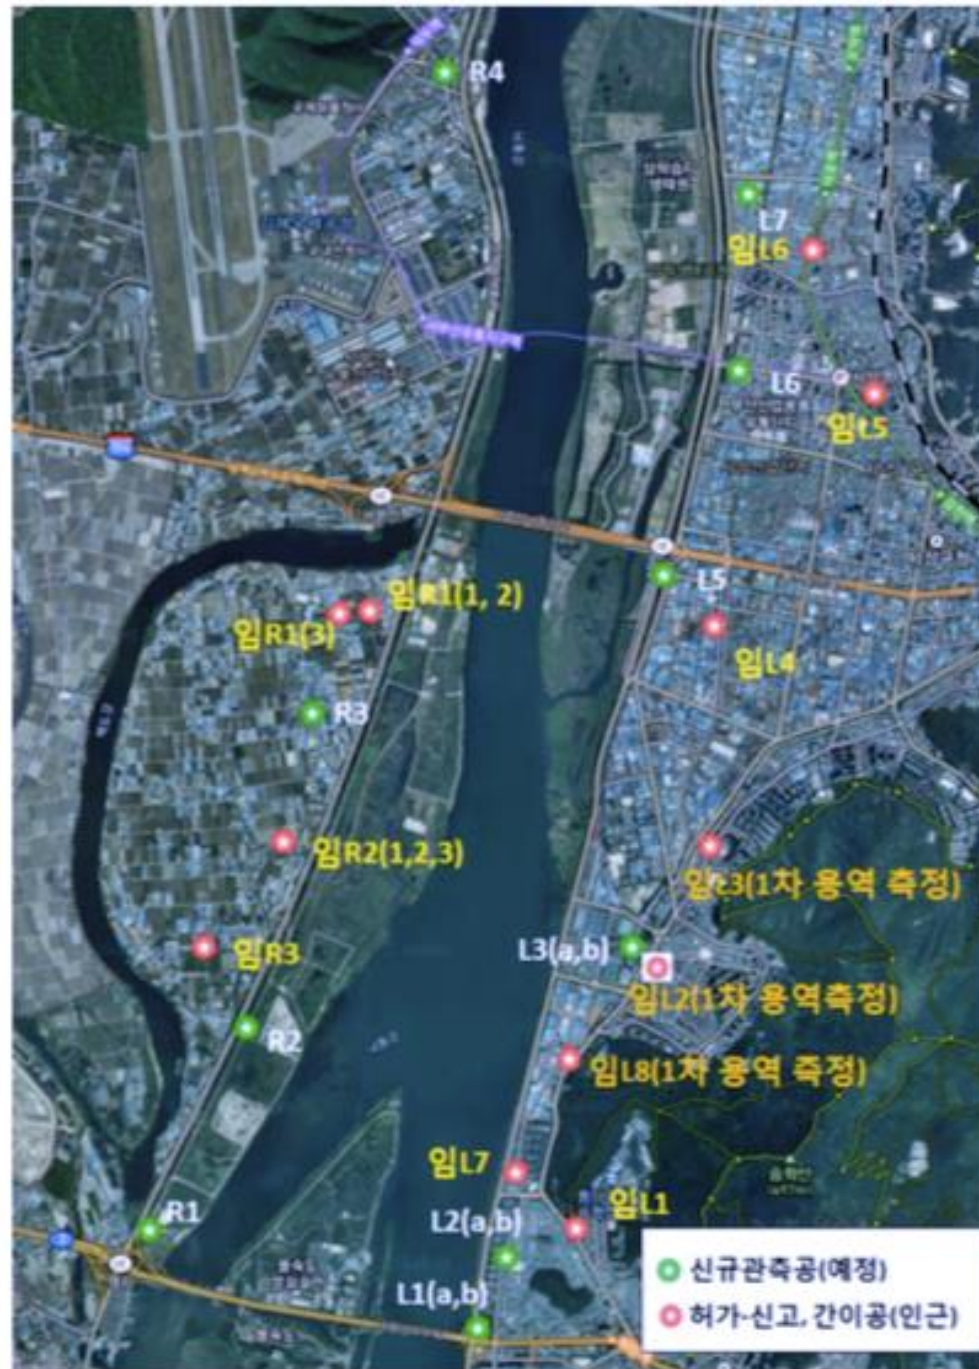 R4
L7
임L6
L6
임L5
L5
임R1(1, 2)
임R1(3)
임L4
R3
임R2(1,2,3)
임L3(1차 용역 측정)
임R3
L3(a,b)
임L2(1차 용역측정)
R2
임L8(1차 용역 측정)
임L7
R1
임L1
L2(a,b)
L1(a,b)
신규관측공(예정)
허가-신고, 간이공(인근)